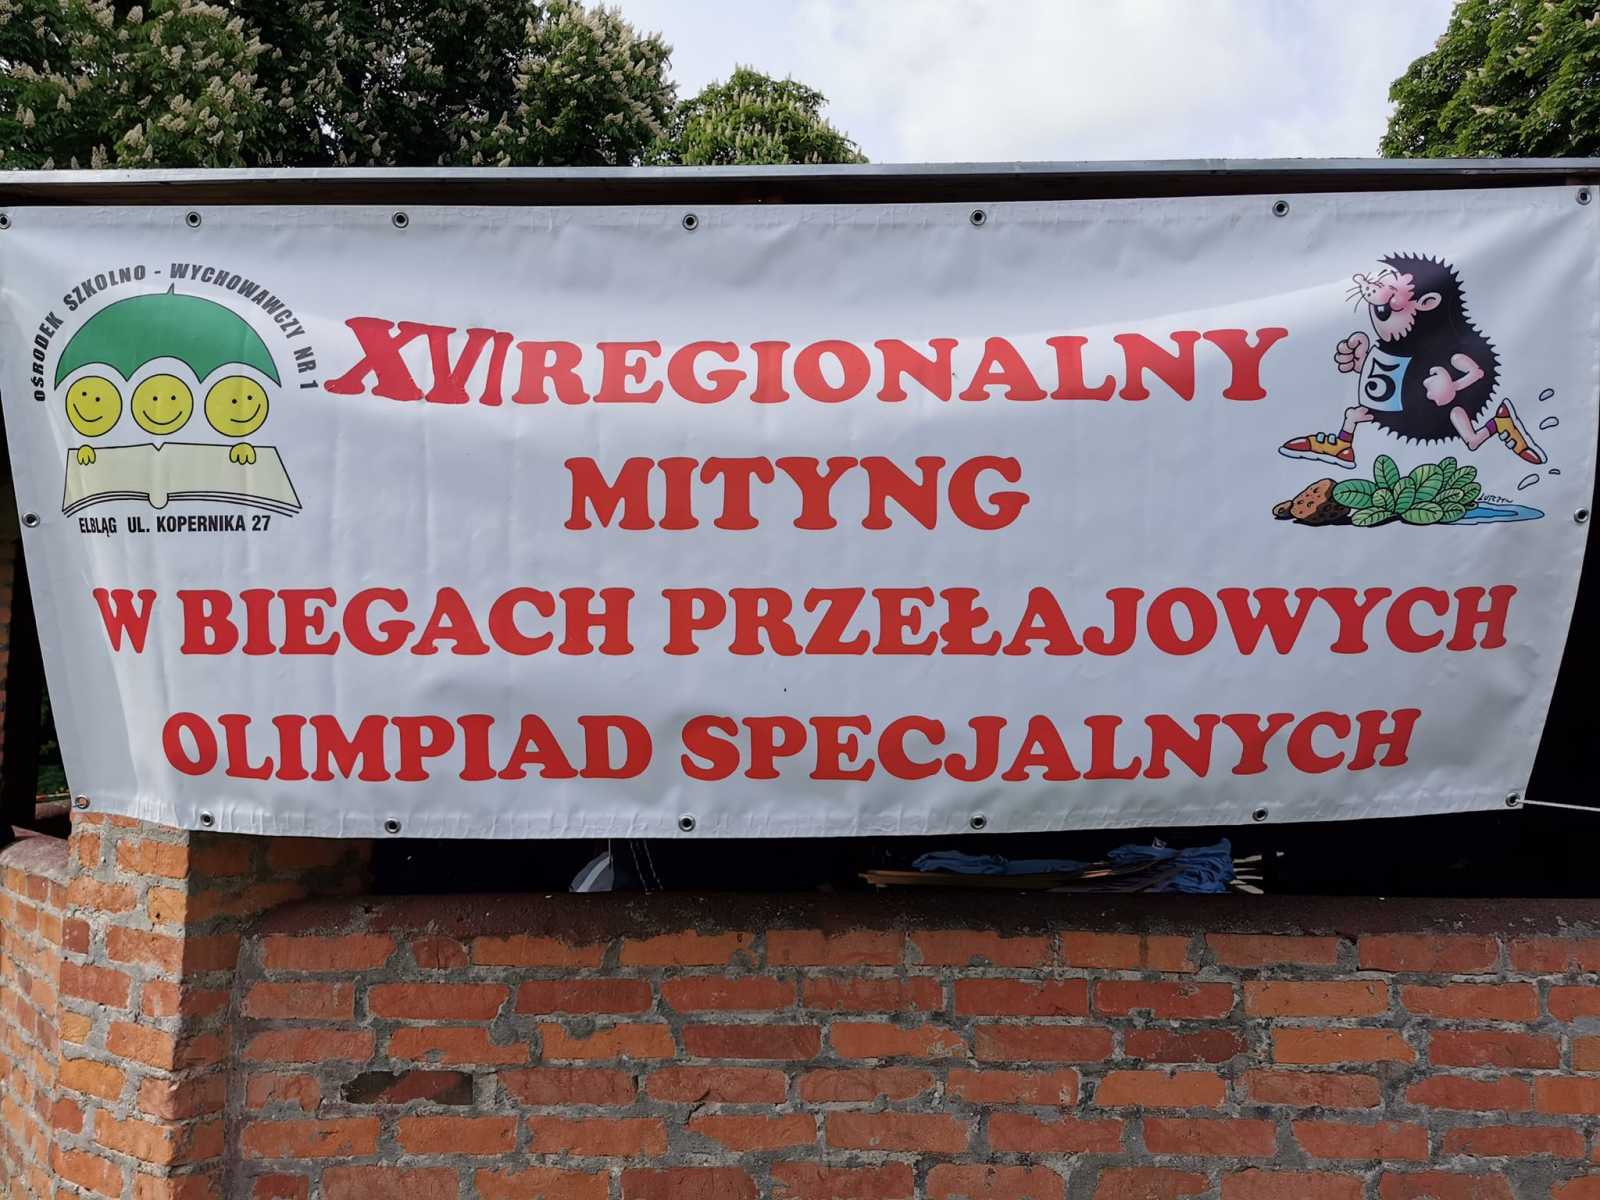 OŚRODEK SZKOLNO - WYCHOWAWCZY NR 1
ELBLĄG UL. KOPERNIKA 27
XVI REGIONALNY
MITYNG
W BIEGACH PRZEŁAJOWYCH
OLIMPIAD SPECJALNYCH
5